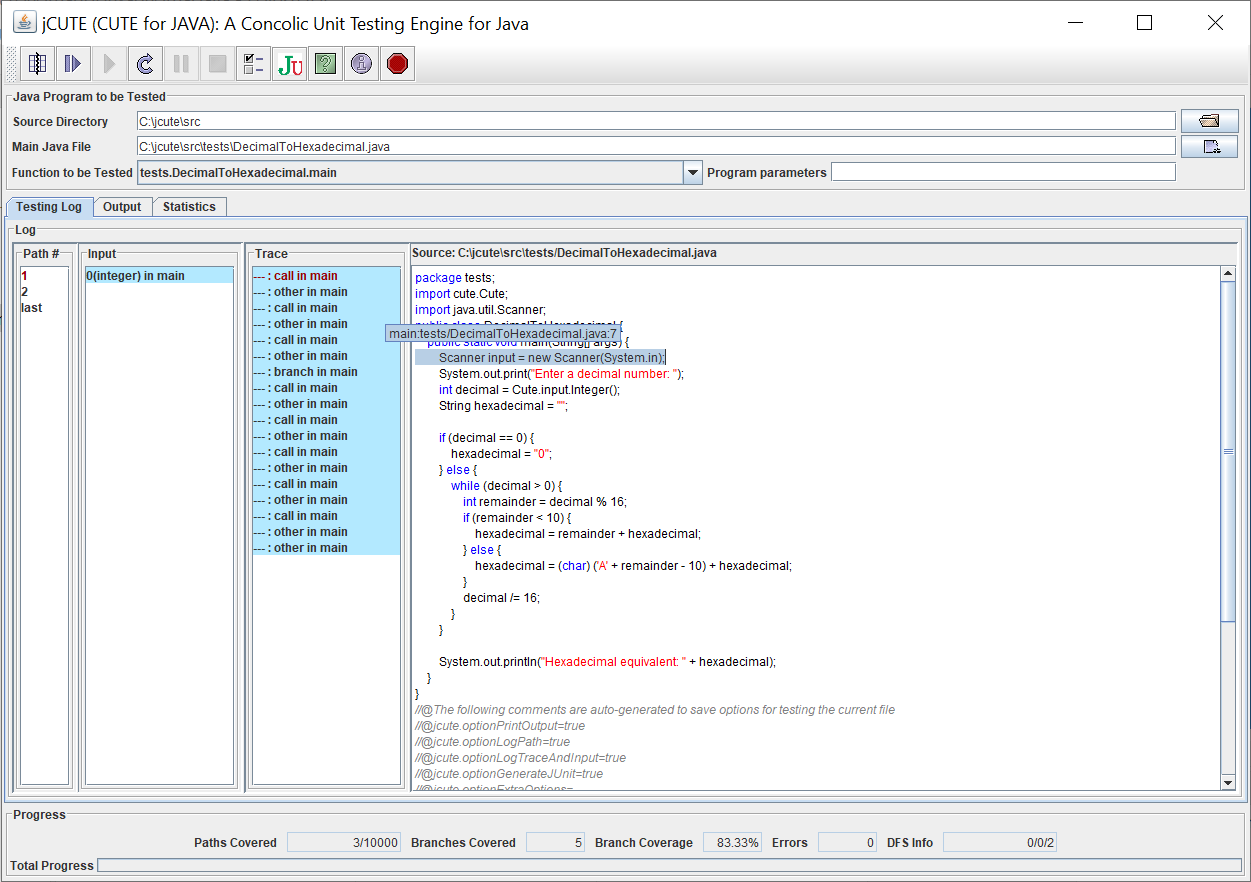 jCUTE (CUTE for JAVA): A Concolic Unit Testing Engine for Java
Java Program to be Tested
Source Directory C:\jcute\src
Main Java File C:\jcute\src\tests\DecimalToHexadecimal.java
Function to be Tested tests.DecimalToHexadecimal.main Program parameters
Testing Log Output Statistics
Log
Path #
1
2
last
Input
0(integer) in main
Trace
--- : call in main
--- : other in main
--- : call in main
--- : other in main
--- : call in main
--- : other in main
--- : branch in main
--- : call in main
--- : other in main
--- : call in main
--- : other in main
--- : call in main
--- : other in main
--- : call in main
--- : other in main
--- : call in main
--- : other in main
--- : other in main
Source: C:\jcute\src\tests/DecimalToHexadecimal.java
package tests;
import cute.Cute;
import java.util.Scanner;
public class DecimalToHexadecimal {
main:tests/DecimalToHexadecimal.java:7
public static void main(String[] args) {
Scanner input = new Scanner(System.in);
System.out.print("Enter a decimal number: ");
int decimal = Cute.input.Integer();
String hexadecimal = "";
if (decimal == 0) {
hexadecimal = "0";
} else {
while (decimal > 0) {
int remainder = decimal % 16;
if (remainder < 10) {
hexadecimal = remainder + hexadecimal;
} else {
hexadecimal = (char) ('A' + remainder - 10) + hexadecimal;
}
decimal /= 16;
}
}
System.out.println("Hexadecimal equivalent: " + hexadecimal);
}
}
//@The following comments are auto-generated to save options for testing the current file
//@jcute.optionPrintOutput=true
//@jcute.optionLogPath=true
//@jcute.optionLogTraceAndInput=true
//@jcute.optionGenerateJUnit=true
//@jcute.optionExtraOptions=
Progress
Paths Covered 3/10000 Branches Covered 5 Branch Coverage 83.33% Errors 0 DFS Info 0/0/2
Total Progress